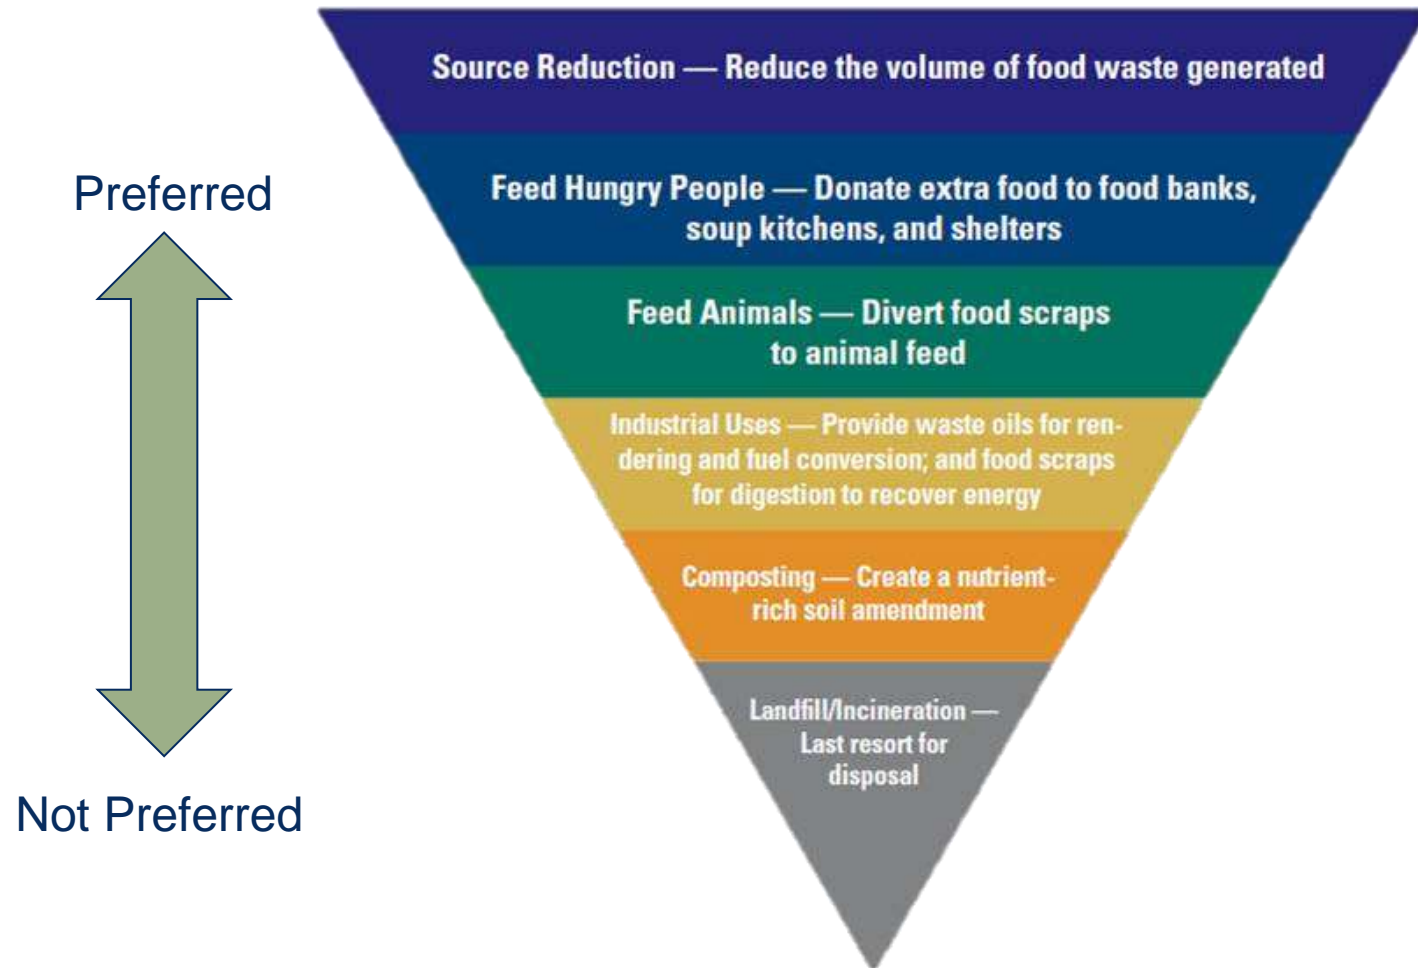 Source Reduction — Reduce the volume of food waste generated
Preferred
Feed Hungry People — Donate extra food to food banks,
soup kitchens, and shelters
Feed Animals — Divert food scraps
to animal feed
Industrial Uses — Provide waste oils for ren-
dering and fuel conversion; and food scraps
for digestion to recover energy
Composting — Create a nutrient-
rich soil amendment
Landfill/Incineration —
Last resort for
disposal
Not Preferred